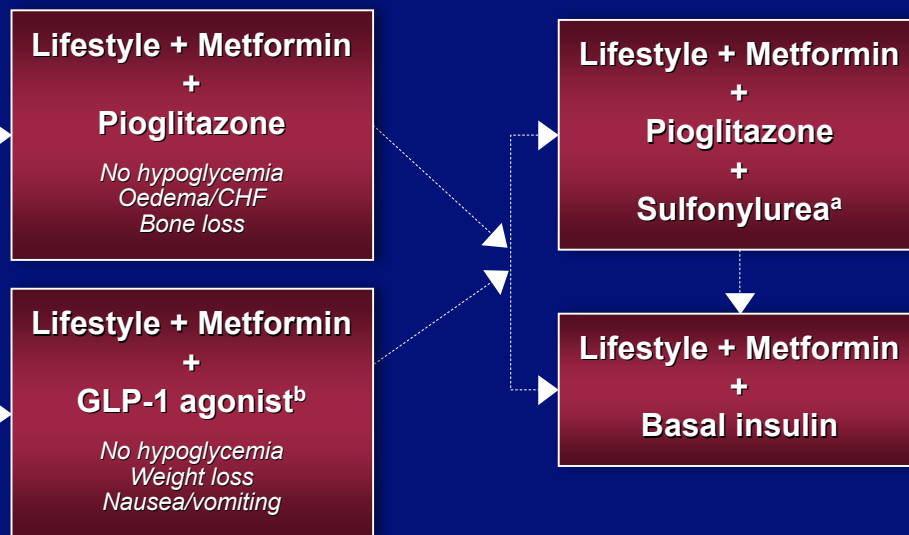 Lifestyle + Metformin
+
Pioglitazone
No hypoglycemia
Oedema/CHF
Bone loss
Lifestyle + Metformin
+
GLP-1 agonistᵇ
No hypoglycemia
Weight loss
Nausea/vomiting
Lifestyle + Metformin
+
Pioglitazone
+
Sulfonylureaᵃ
Lifestyle + Metformin
+
Basal insulin